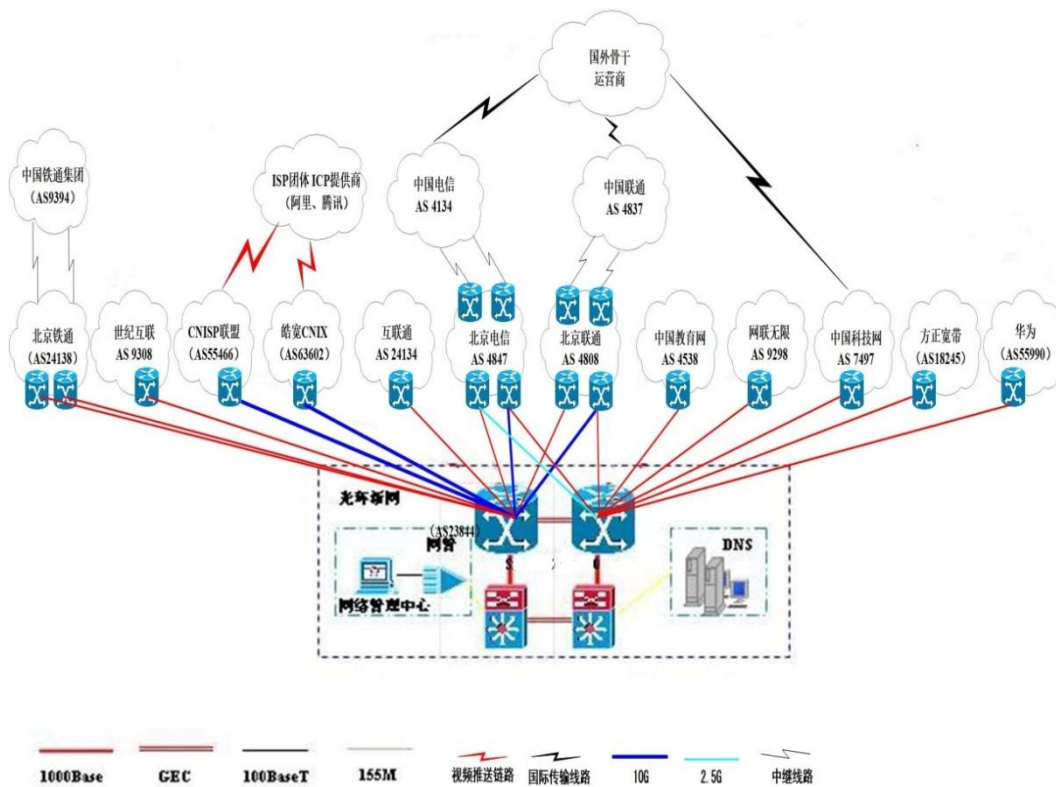 国外骨干
运营商
中国铁通集团
(AS9394)
ISP团体 ICP提供商
(阿里、腾讯)
中国电信
AS 4134
中国联通
AS 4837
北京铁通
(AS24138)
世纪互联
AS 9308
CNISP联盟
(AS55466)
皓宽CNIX
(AS63602)
互联通
AS 24134
北京电信
AS 4847
北京联通
AS 4808
中国教育网
AS 4538
网联无限
AS 9298
中国科技网
AS 7497
方正宽带
(AS18245)
华为
(AS55990)
光环新网
(AS23844)
网管
网络管理中心
DNS
1000Base
GEC
100BaseT
155M
视频推送链路
国际传输线路
10G
2.5G
中继线路